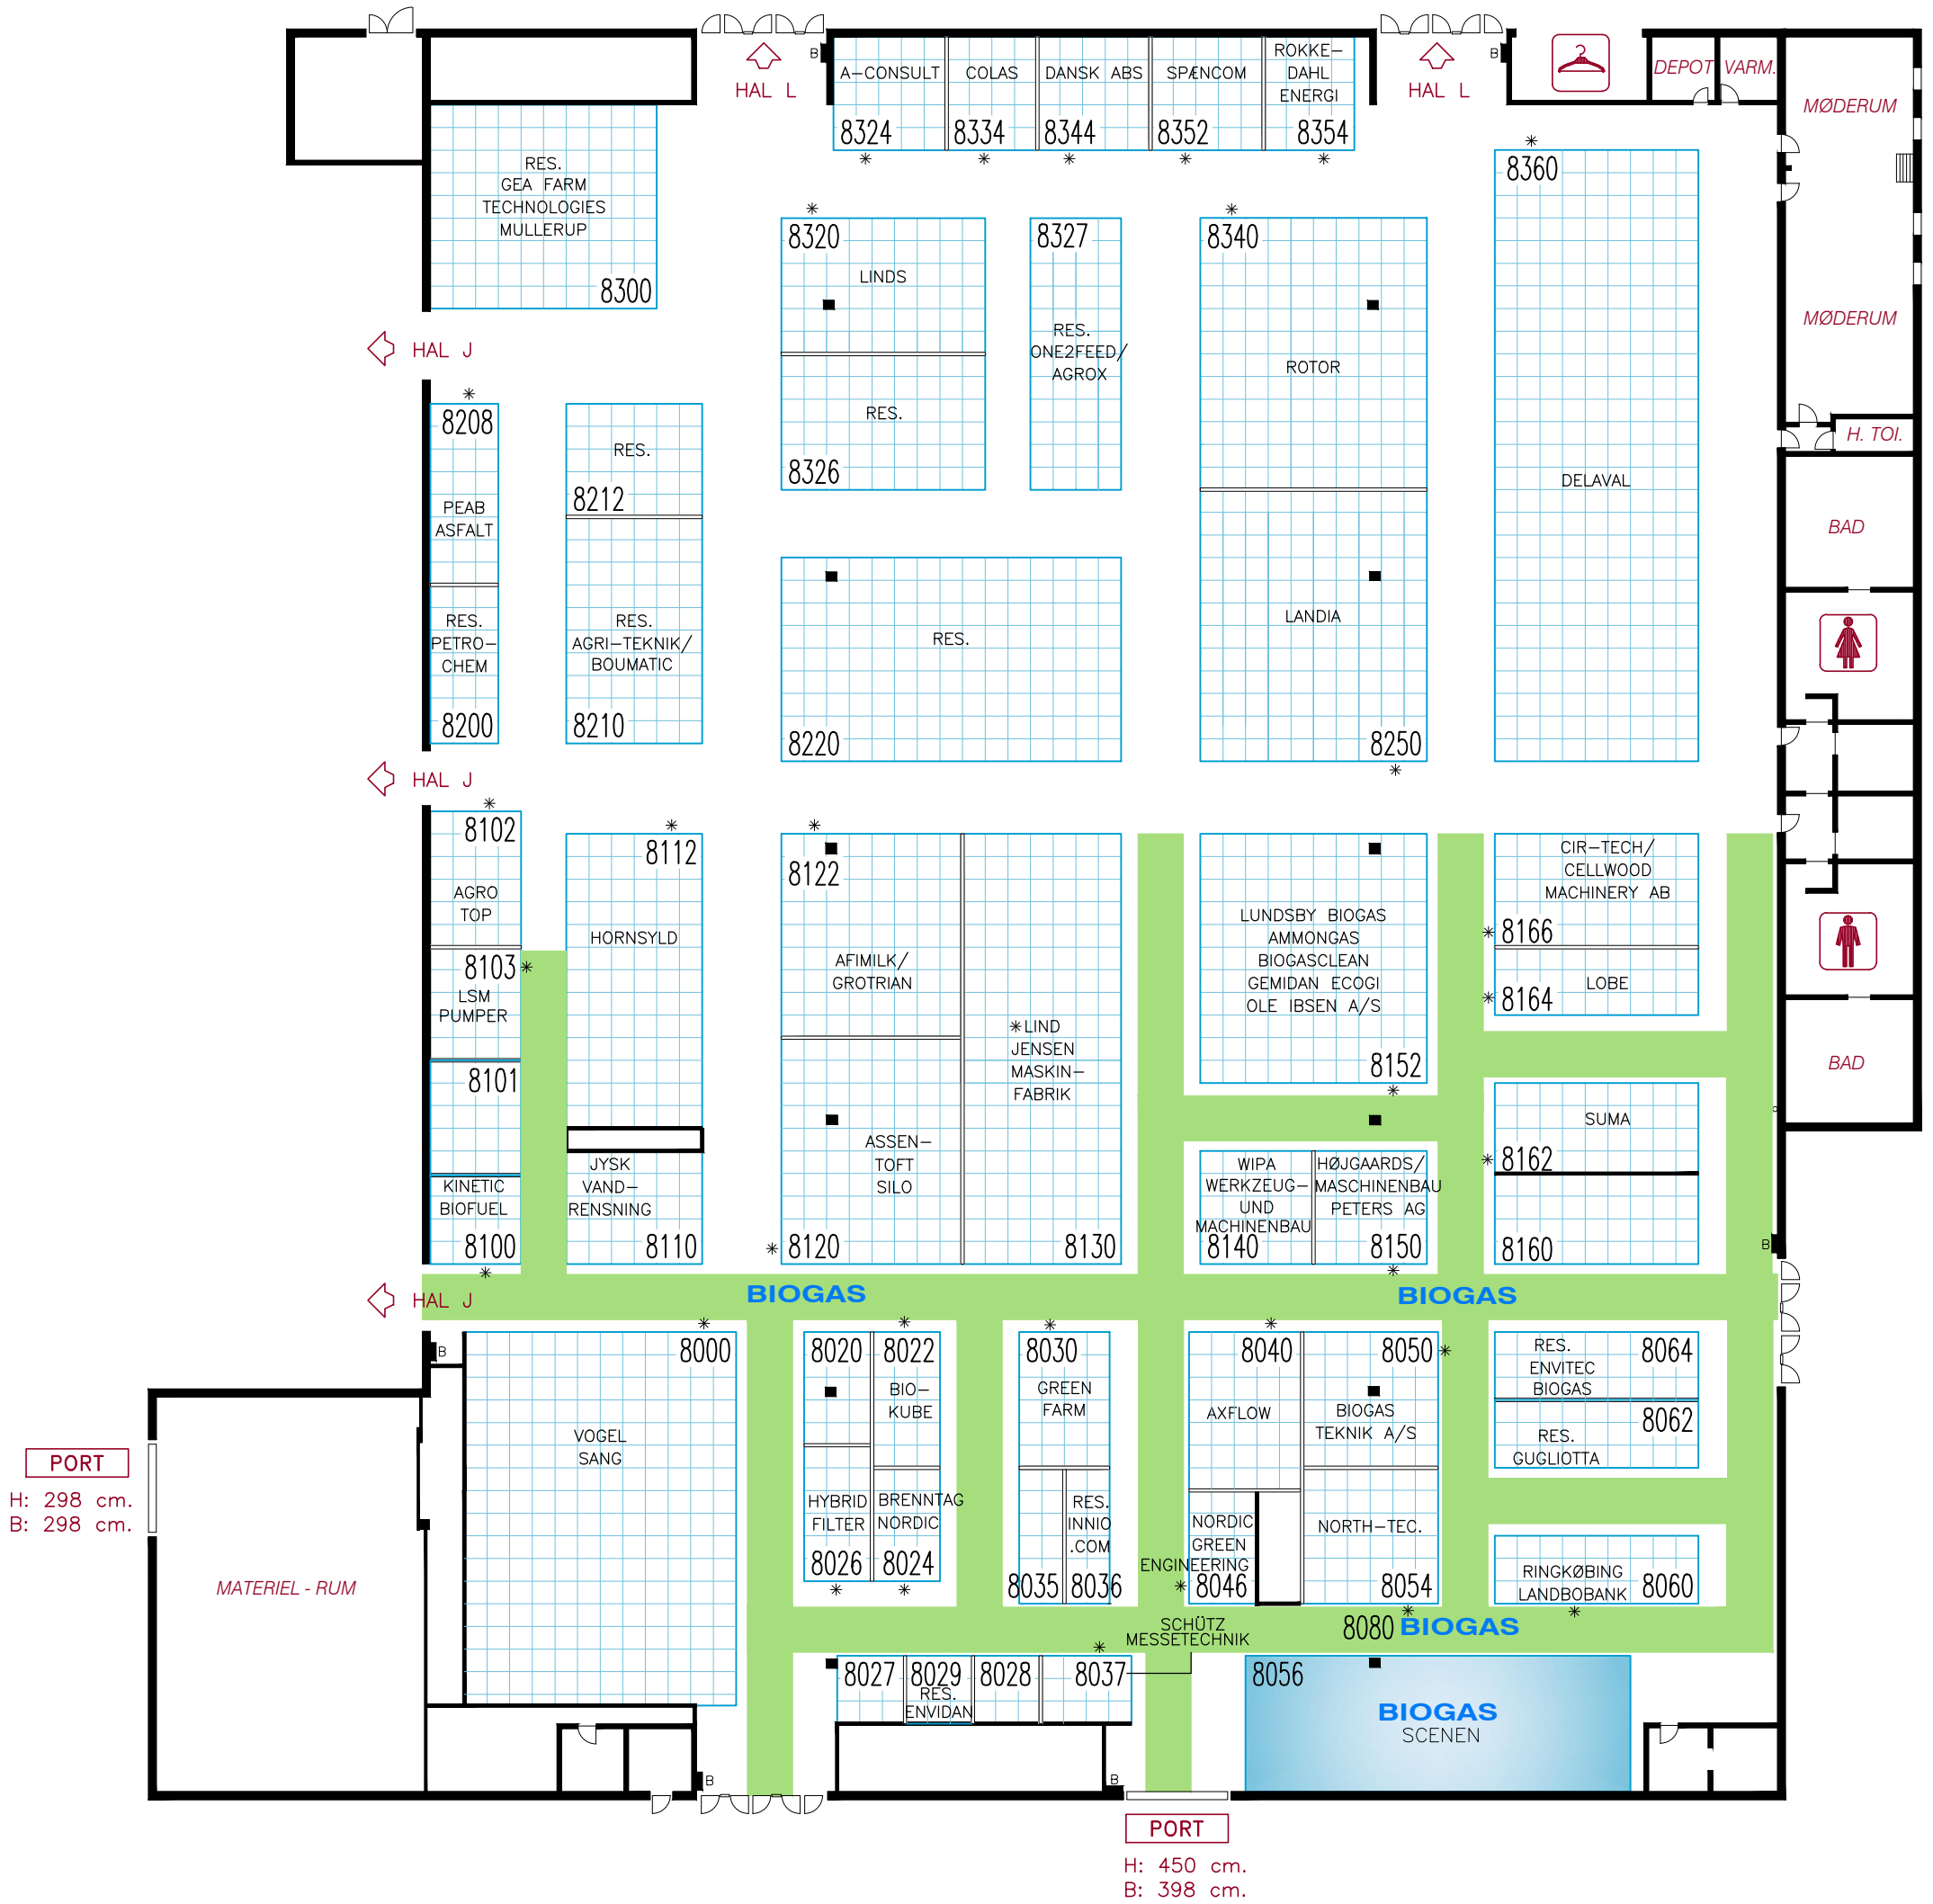 B
HAL L
A-CONSULT
8324
COLAS
8334
DANSK ABS
8344
SPÆNCOM
8352
ROKKE-
DAHL
ENERGI
8354
HAL L
B
DEPOT
VARM.
MØDERUM
MØDERUM
H. TOI.
BAD
BAD
RES.
GEA FARM
TECHNOLOGIES
MULLERUP
8300
HAL J
8320
LINDS
RES.
8326
8327
RES.
ONE2FEED/
AGROX
8340
ROTOR
LANDIA
8250
8360
DELAVAL
8208
PEAB
ASFALT
RES.
PETRO-
CHEM
8200
RES.
8212
RES.
AGRI-TEKNIK/
BOUMATIC
8210
RES.
8220
HAL J
8102
AGRO
TOP
8103
LSM
PUMPER
8101
KINETIC
BIOFUEL
8100
8112
HORNSYLD
JYSK
VAND-
RENSNING
8110
8122
AFIMILK/
GROTRIAN
ASSEN-
TOFT
SILO
8120
*LIND
JENSEN
MASKIN-
FABRIK
8130
LUNDSBY BIOGAS
AMMONGAS
BIOGASCLEAN
GEMIDAN ECOGI
OLE IBSEN A/S
8152
CIR-TECH/
CELLWOOD
MACHINERY AB
8166
LOBE
8164
SUMA
8162
8160
WIPA
WERKZEUG-
UND
MACHINENBAU
8140
HØJGAARDS/
MASCHINENBAU
PETERS AG
8150
B
HAL J
BIOGAS
BIOGAS
B
8000
VOGEL
SANG
8020
HYBRID
FILTER
8026
8022
BIO-
KUBE
BRENNTAG
NORDIC
8024
8030
GREEN
FARM
8035
RES.
INNIO
.COM
8036
8040
AXFLOW
NORDIC
GREEN
ENGINEERING
8046
8050
BIOGAS
TEKNIK A/S
NORTH-TEC.
8054
8064
RES.
ENVITEC
BIOGAS
8062
RES.
GUGLIOTTA
RINGKØBING
LANDBOBANK
8060
PORT
H: 298 cm.
B: 298 cm.
MATERIEL - RUM
SCHÜTZ
MESSETECHNIK
8080
BIOGAS
8027
8029
RES.
ENVIDAN
8028
8037
8056
BIOGAS
SCENEN
B
B
PORT
H: 450 cm.
B: 398 cm.